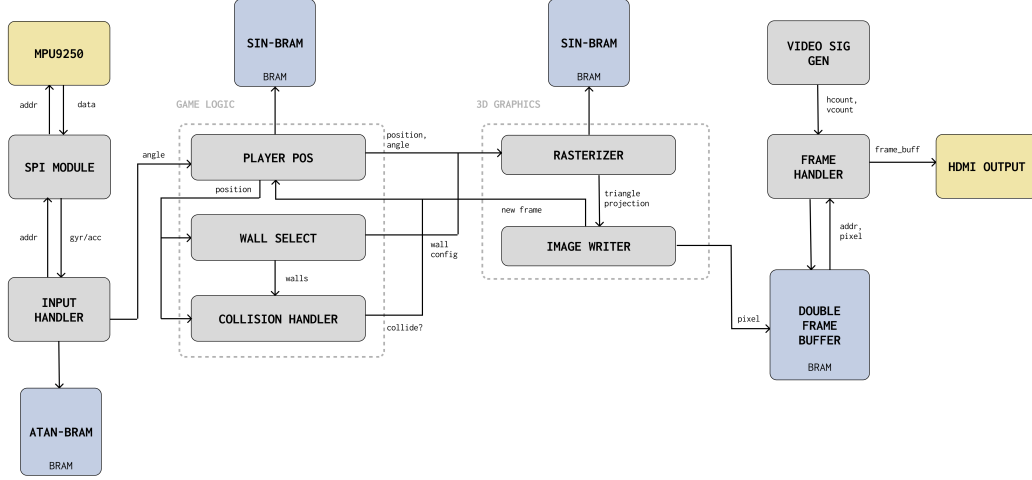 MPU9250
addr
data
SPI MODULE
addr
gyr/acc
INPUT
HANDLER
ATAN-BRAM
BRAM
SIN-BRAM
BRAM
GAME LOGIC
angle
PLAYER POS
position,
angle
position
WALL SELECT
wall
config
walls
COLLISION HANDLER
collide?
SIN-BRAM
BRAM
3D GRAPHICS
RASTERIZER
triangle
projection
new frame
IMAGE WRITER
pixel
VIDEO SIG
GEN
hcount,
vcount
FRAME
HANDLER
frame_buff
HDMI OUTPUT
addr,
pixel
DOUBLE
FRAME
BUFFER
BRAM